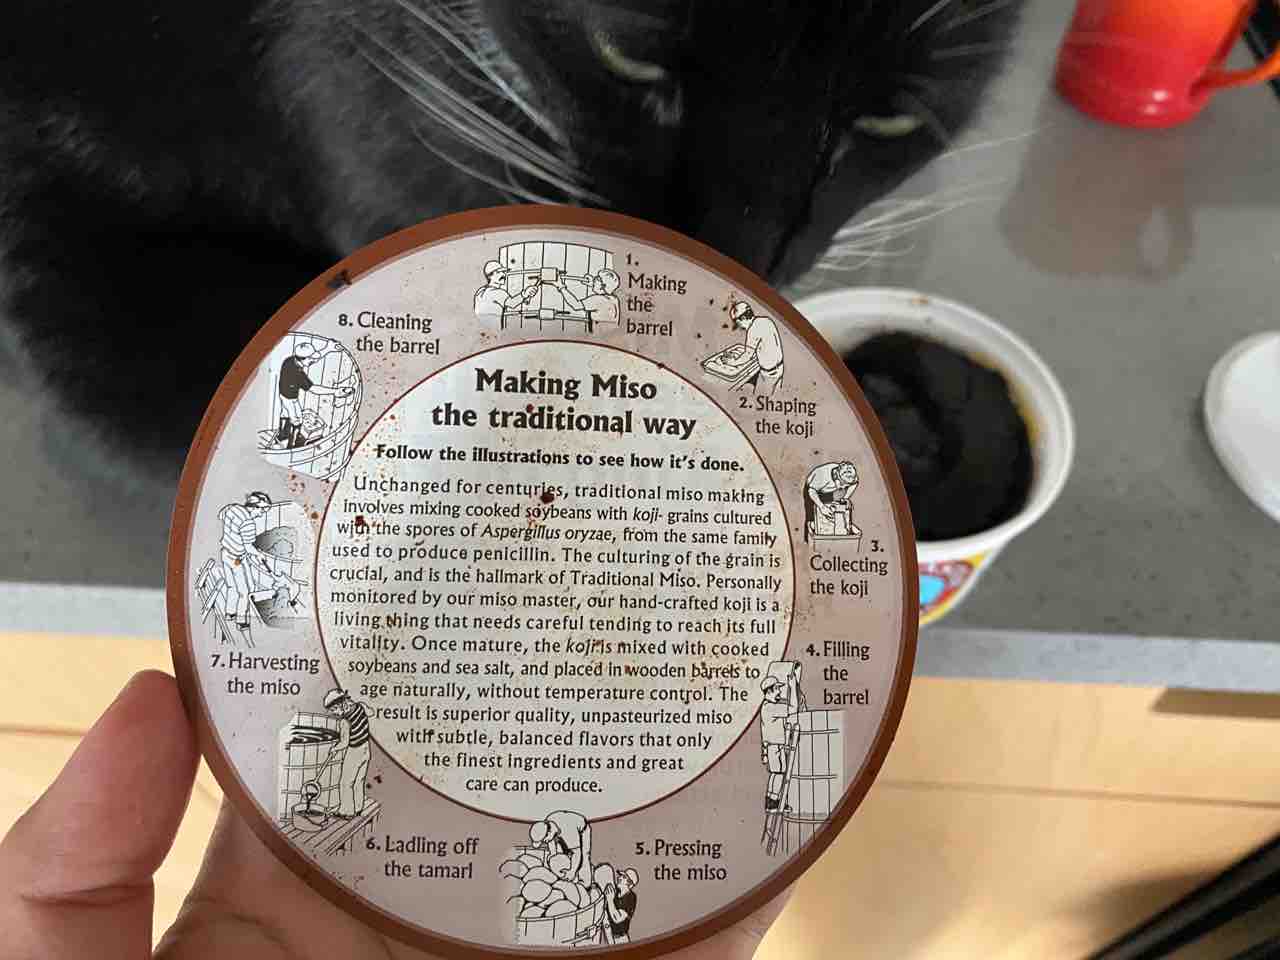 Making Miso
the traditional way
Follow the illustrations to see how it's done.
Unchanged for centuries, traditional miso making
involves mixing cooked soybeans with koji- grains cultured
with the spores of Aspergillus oryzae, from the same family
used to produce penicillin. The culturing of the grain is
crucial, and is the hallmark of Traditional Miso. Personally
monitored by our miso master, our hand-crafted koji is a
living thing that needs careful tending to reach its full
vitality. Once mature, the koji is mixed with cooked
soybeans and sea salt, and placed in wooden barrels to
age naturally, without temperature control. The
result is superior quality, unpasteurized miso
with subtle, balanced flavors that only
the finest ingredients and great
care can produce.
1.
Making
the
barrel
2. Shaping
the koji
3.
Collecting
the koji
4. Filling
the
barrel
5. Pressing
the miso
6. Ladling off
the tamari
7. Harvesting
the miso
8. Cleaning
the barrel